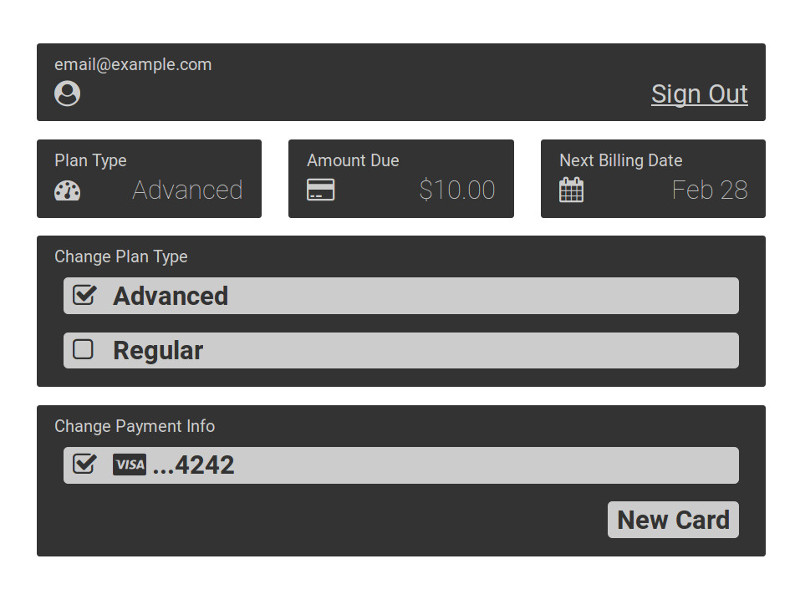 email@example.com
Sign Out
Plan Type
Advanced
Amount Due
$10.00
Next Billing Date
Feb 28
Change Plan Type
Advanced
Regular
Change Payment Info
VISA ...4242
New Card